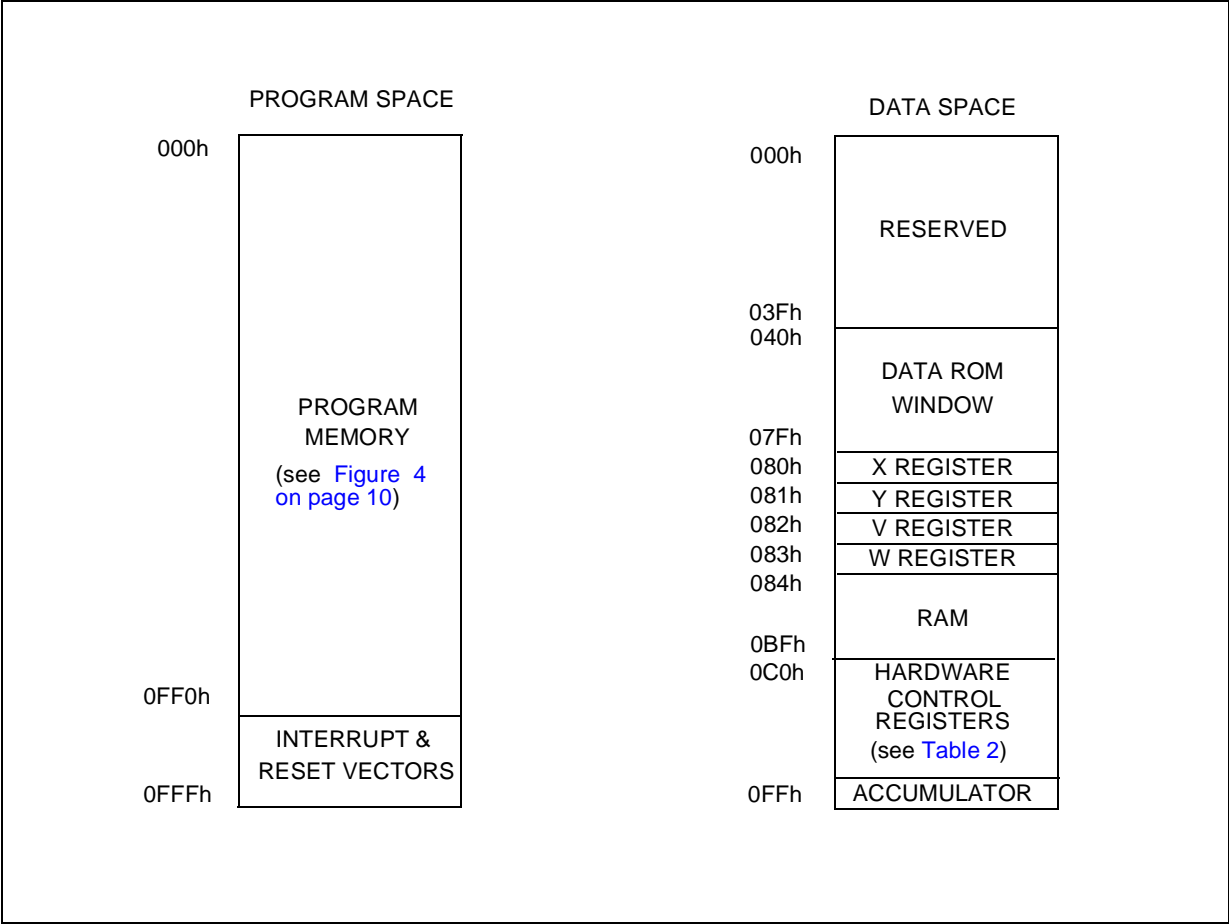 PROGRAM SPACE
000h
PROGRAM
MEMORY
(see Figure 4
on page 10)
0FF0h
INTERRUPT &
RESET VECTORS
0FFFh
DATA SPACE
000h
RESERVED
03Fh
040h
DATA ROM
WINDOW
07Fh
080h X REGISTER
081h Y REGISTER
082h V REGISTER
083h W REGISTER
084h
RAM
0BFh
0C0h HARDWARE
CONTROL
REGISTERS
(see Table 2)
0FFh ACCUMULATOR